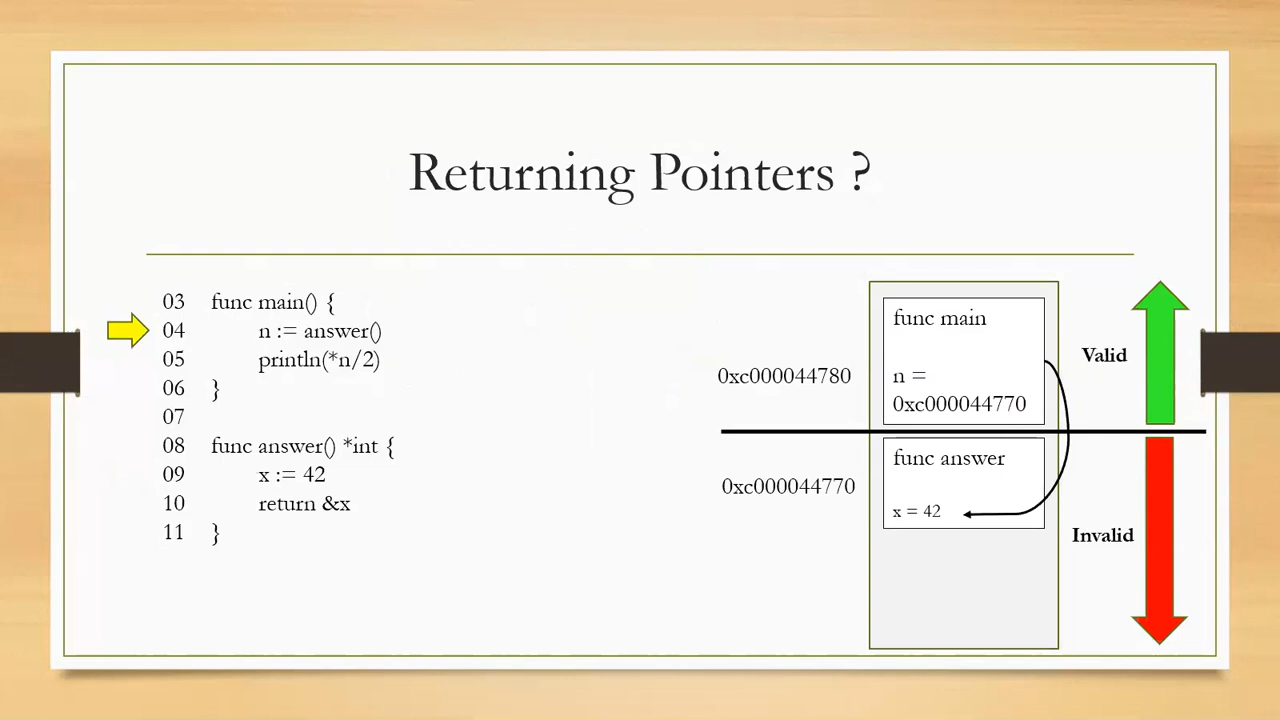 Returning Pointers ?
03 func main() {
04 n := answer()
05 println(*n/2)
06 }
07
08 func answer() *int {
09 x := 42
10 return &x
11 }
0xc000044780
func main
n =
0xc000044770
Valid
0xc000044770
func answer
x = 42
Invalid